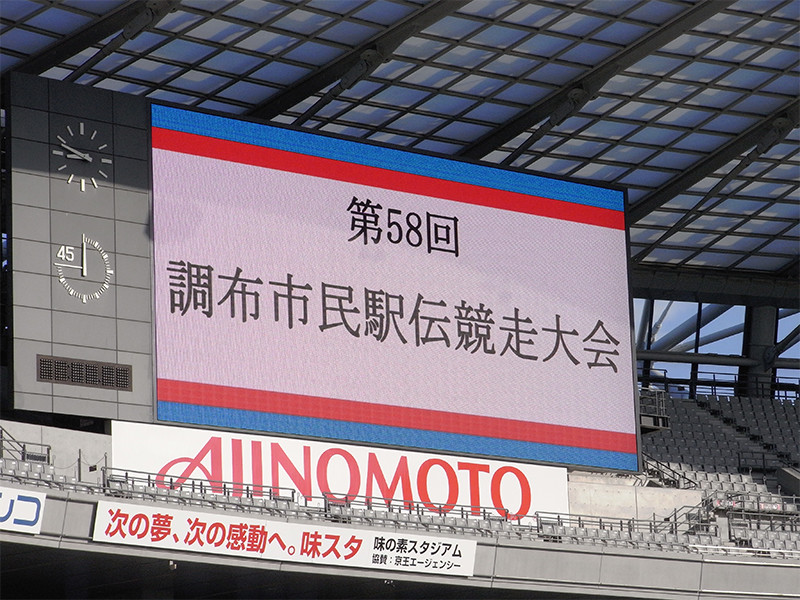 第58回
調布市民駅伝競走大会
45
AJINOMOTO
次の夢、次の感動へ。味スタ
味の素スタジアム
協賛：京王エージェンシー